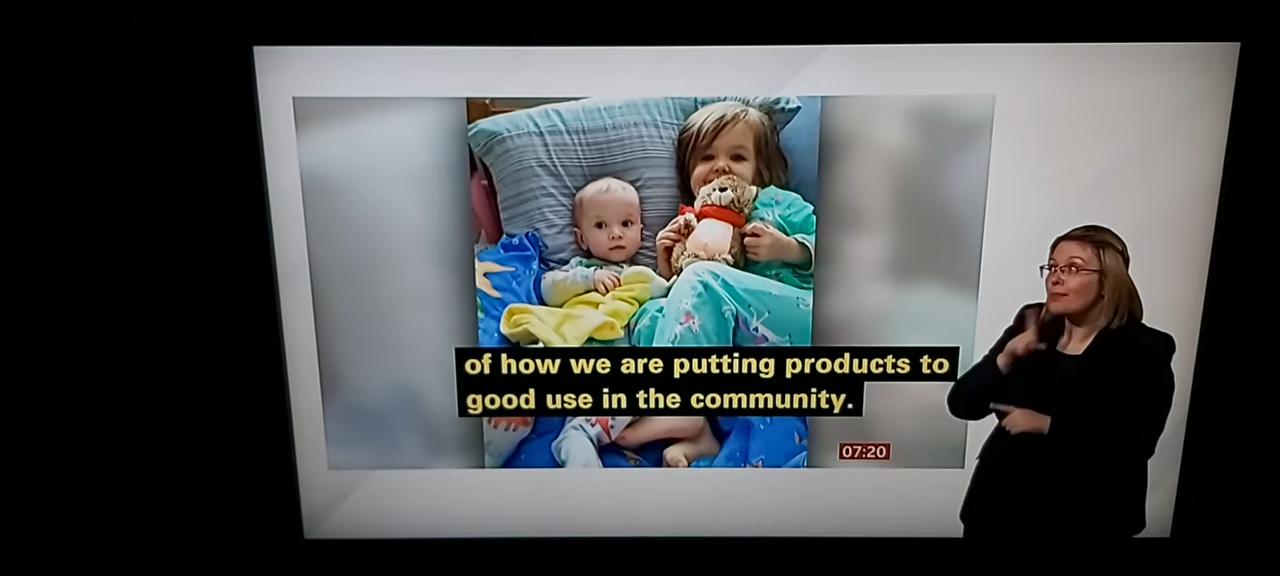 of how we are putting products to
good use in the community.
07:20